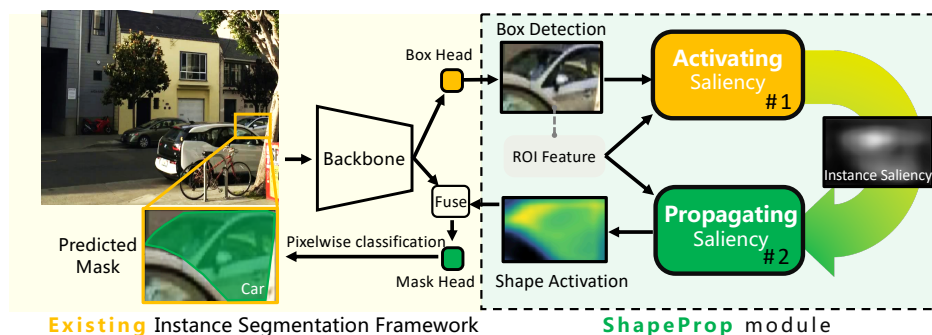 Box Head
Backbone
Fuse
Pixelwise classification
Mask Head
Predicted
Mask
Car
Box Detection
ROI Feature
Shape Activation
Activating
Saliency
#1
Instance Saliency
Propagating
Saliency
#2
Existing Instance Segmentation Framework
ShapeProp module